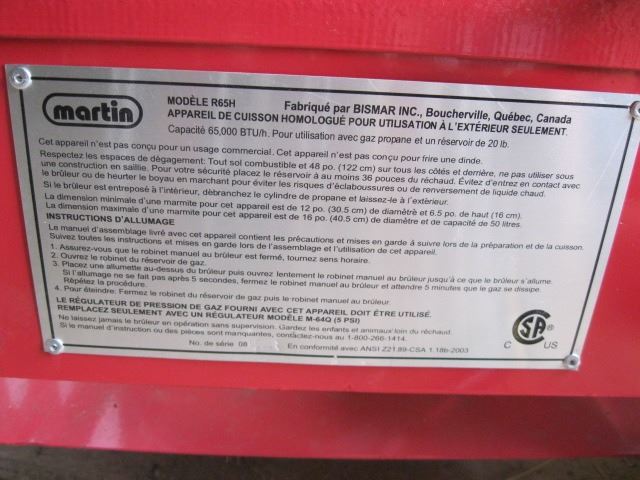 martin
MODÈLE R65H Fabriqué par BISMAR INC., Boucherville, Québec, Canada
APPAREIL DE CUISSON HOMOLOGUÉ POUR UTILISATION À L'EXTÉRIEUR SEULEMENT.
Capacité 65,000 BTU/h. Pour utilisation avec gaz propane et un réservoir de 20 lb.
Cet appareil n'est pas conçu pour un usage commercial. Cet appareil n'est pas conçu pour frire une dinde.
Respectez les espaces de dégagement: Tout sol combustible et 48 po. (122 cm) sur tous les côtés et derrière, ne pas utiliser sous
une construction en saillie. Pour votre sécurité placez le réservoir à au moins 36 pouces du réchaud. Évitez d'entrez en contact avec
le brûleur ou de heurter le boyau en marchant pour éviter les risques d'éclaboussures ou de renversement de liquide chaud.
Si le brûleur est entreposé à l'intérieur, débranchez le cylindre de propane et laissez-le à l'extérieur.
La dimension minimale d'une marmite pour cet appareil est de 12 po. (30.5 cm) de diamètre et 6.5 po. de haut (16 cm).
La dimension maximale d'une marmite pour cet appareil est de 16 po. (40.5 cm) de diamètre et de capacité de 50 litres.
INSTRUCTIONS D'ALLUMAGE
Le manuel d'assemblage livré avec cet appareil contient les précautions et mises en garde à suivre lors de la préparation et de la cuisson.
Suivez toutes les instructions et mises en garde lors de l'assemblage et l'utilisation de cet appareil.
1. Assurez-vous que le robinet manuel au brûleur est fermé, tournez sens horaire.
2. Ouvrez le robinet du réservoir de gaz.
3. Placez une allumette au-dessus du brûleur puis ouvrez lentement le robinet manuel au brûleur jusqu'à ce que le brûleur s'allume.
Si l'allumage ne se fait pas après 5 secondes, fermez le robinet manuel au brûleur et attendre 5 minutes que le gaz se dissipe.
Répétez la procédure.
4. Pour éteindre: Fermez le robinet du réservoir de gaz puis le robinet manuel au brûleur.
LE RÉGULATEUR DE PRESSION DE GAZ FOURNI AVEC CET APPAREIL DOIT ÊTRE UTILISÉ.
REMPLACEZ SEULEMENT AVEC UN RÉGULATEUR MODÈLE M-64Q (5 PSI)
Ne jamais laissez le brûleur en opération sans supervision. Gardez les enfants et animaux loin du réchaud.
Si le manuel d'instruction ou des pièces sont manquantes, contactez-nous au 1-800-266-1414.
No. de série 08 En conformité avec ANSI Z21.89-CSA 1.18b-2003
C SA US